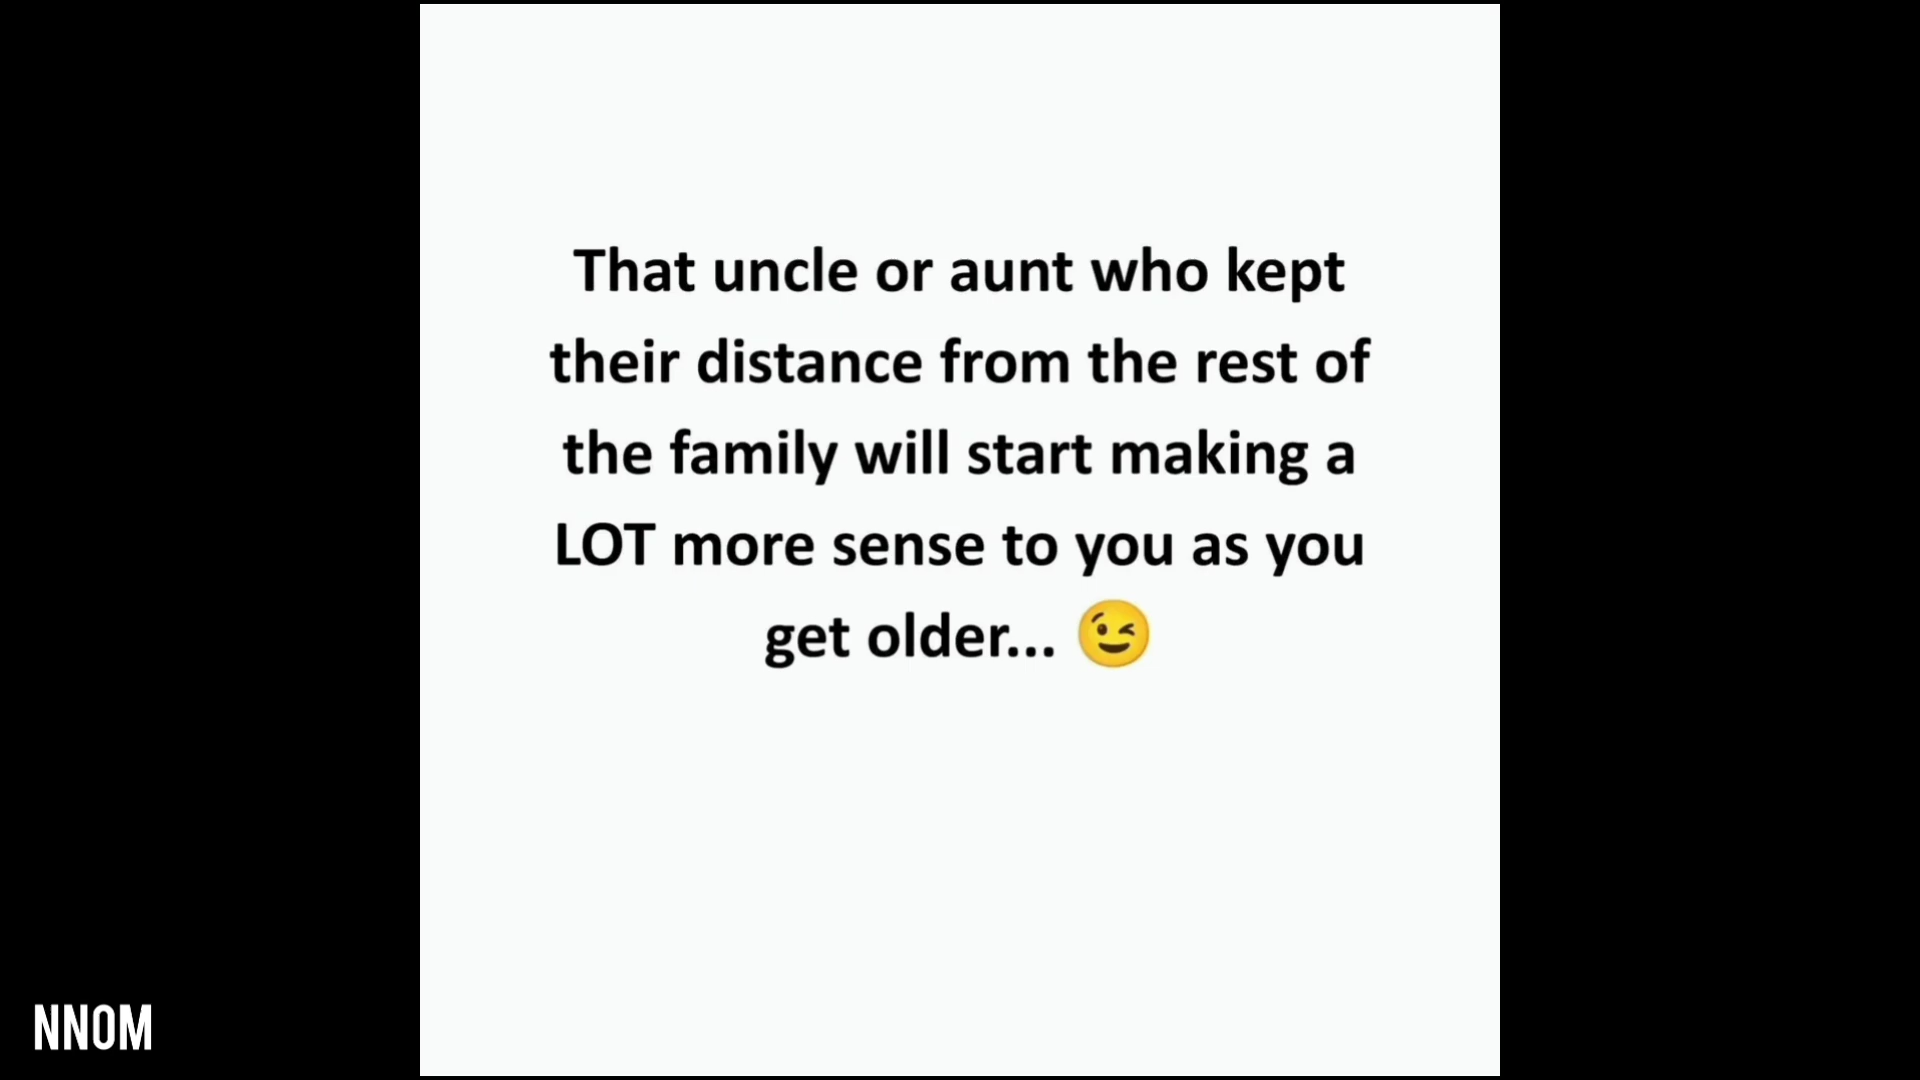 That uncle or aunt who kept
their distance from the rest of
the family will start making a
LOT more sense to you as you
get older... 😉
NNOM